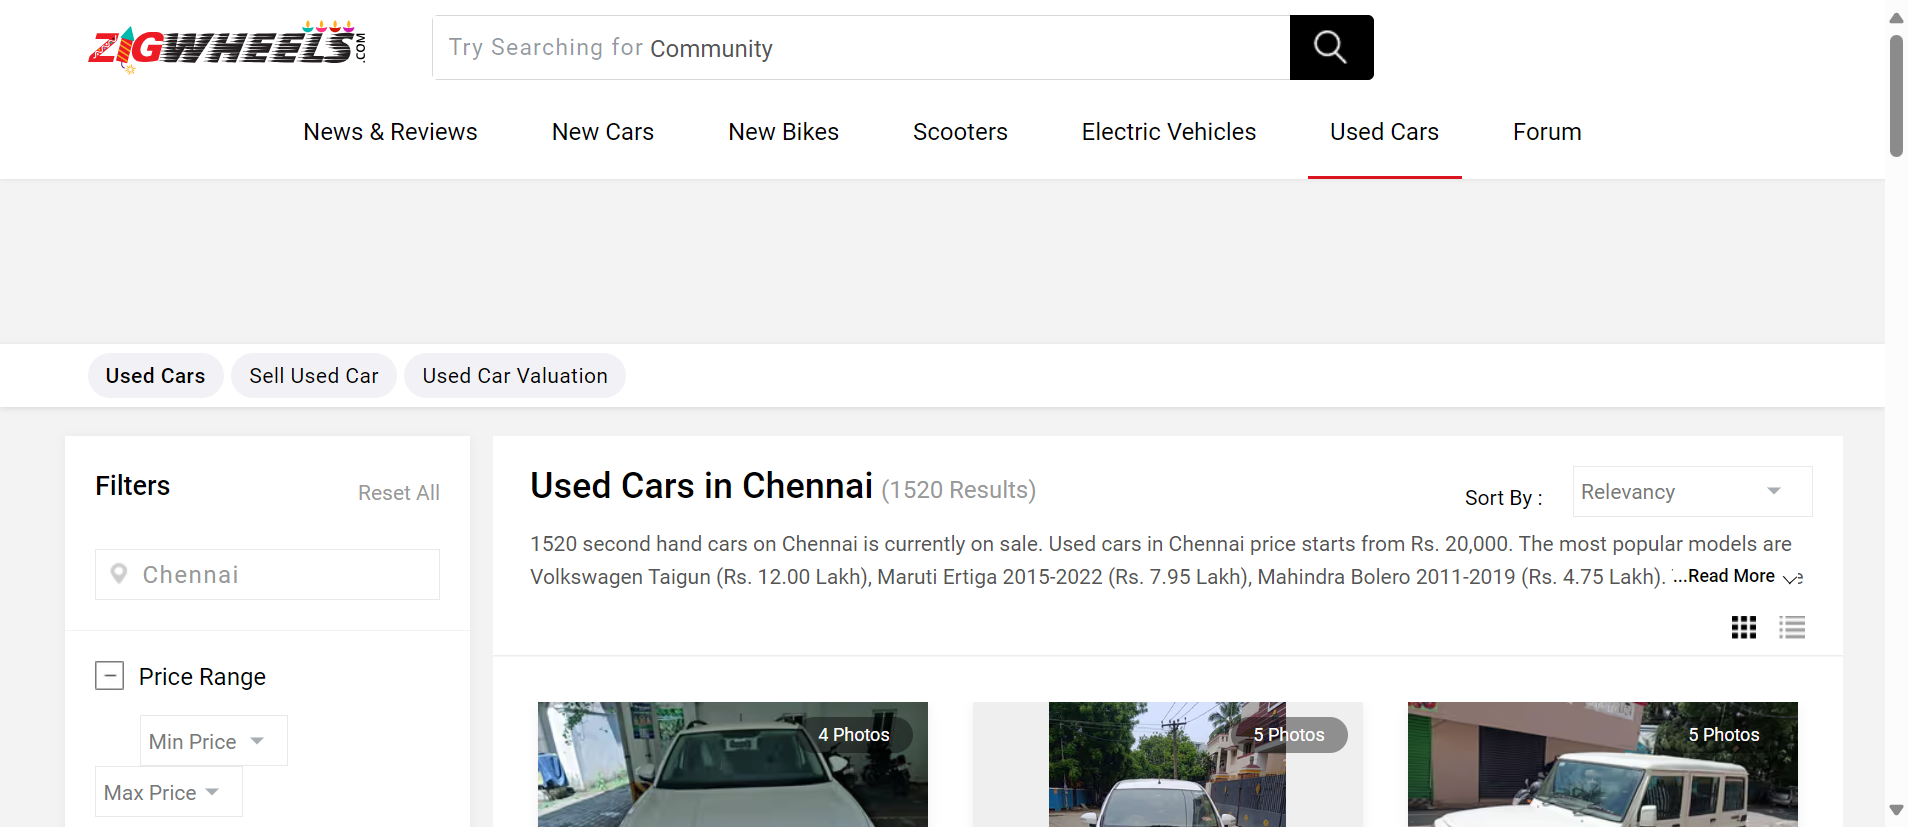 ZIGWHEELS.COM
Try Searching for Community
News & Reviews New Cars New Bikes Scooters Electric Vehicles Used Cars Forum
Used Cars Sell Used Car Used Car Valuation
Filters
Reset All
Chennai
Price Range
Min Price
Max Price
Used Cars in Chennai (1520 Results)
Sort By : Relevancy
1520 second hand cars on Chennai is currently on sale. Used cars in Chennai price starts from Rs. 20,000. The most popular models are
Volkswagen Taigun (Rs. 12.00 Lakh), Maruti Ertiga 2015-2022 (Rs. 7.95 Lakh), Mahindra Bolero 2011-2019 (Rs. 4.75 Lakh). ...Read More
4 Photos
5 Photos
5 Photos